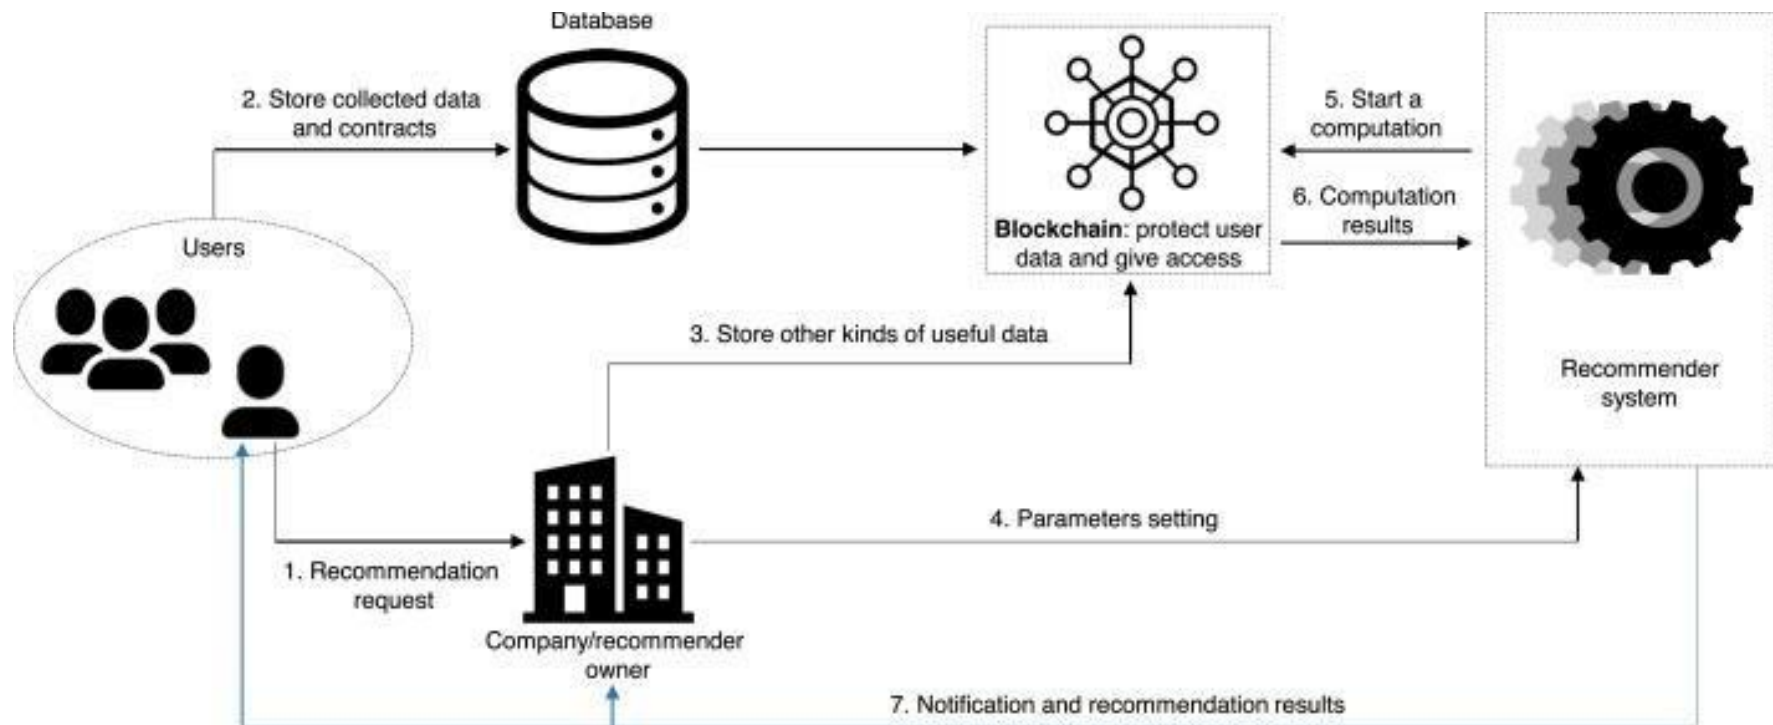 Database
2. Store collected data
and contracts
5. Start a
computation
6. Computation
results
Blockchain: protect user
data and give access
Users
3. Store other kinds of useful data
Recommender
system
4. Parameters setting
1. Recommendation
request
Company/recommender
owner
7. Notification and recommendation results